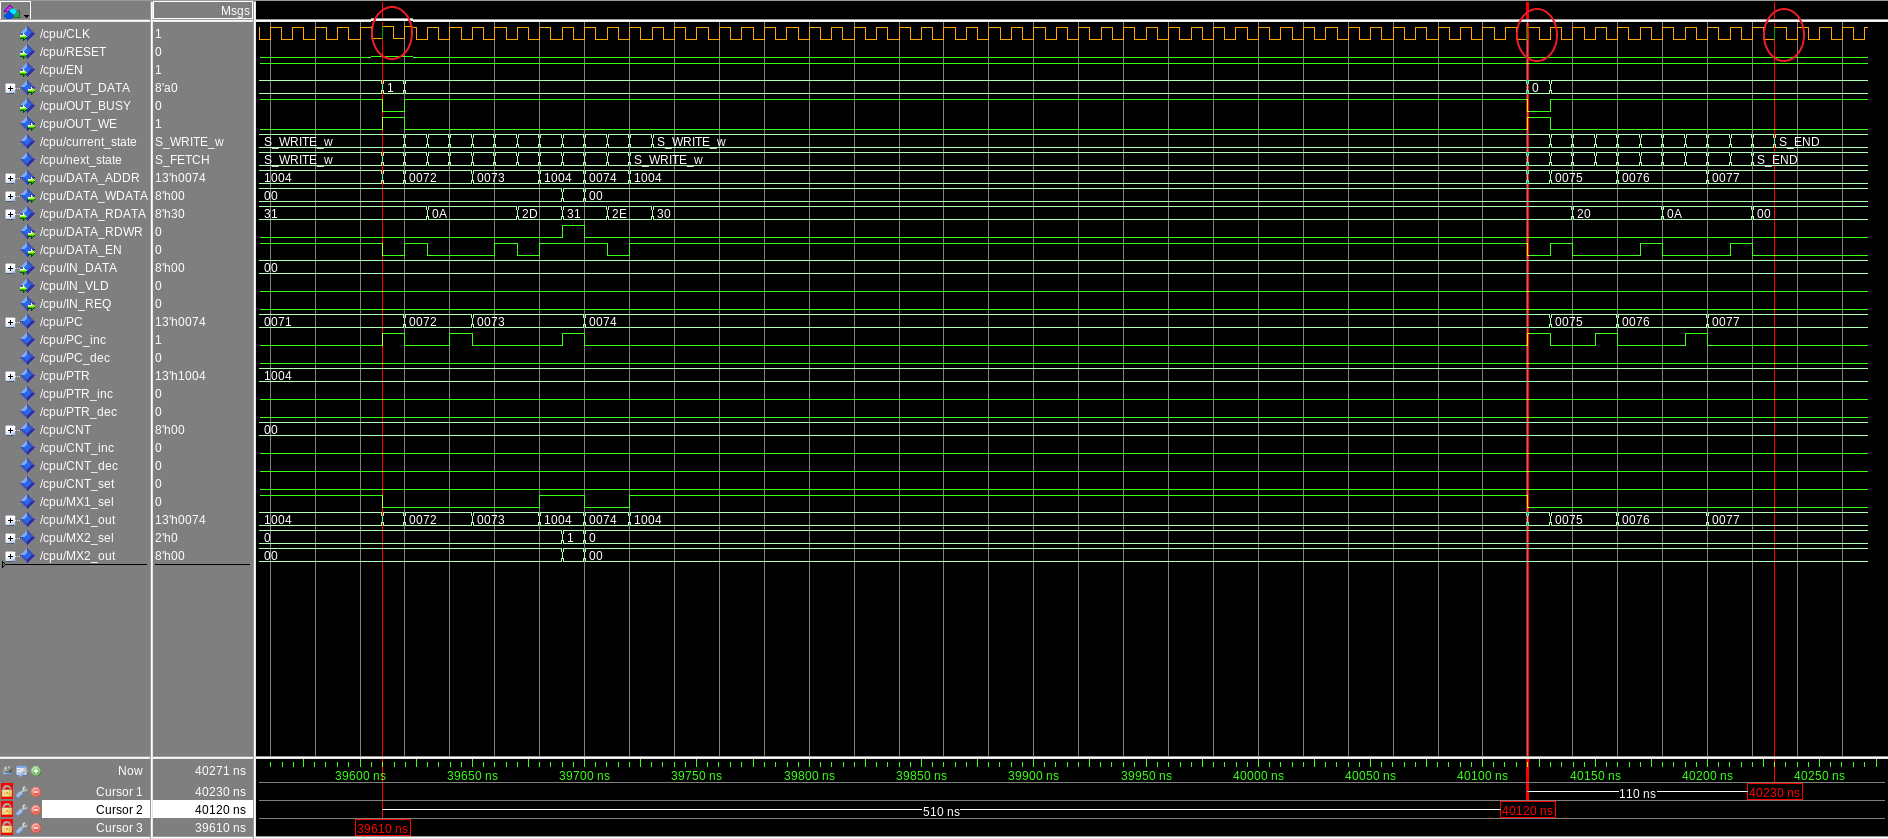 Msgs
/cpu/CLK 1
/cpu/RESET 0
/cpu/EN 1
/cpu/OUT_DATA 8'a0 1 0
/cpu/OUT_BUSY 0
/cpu/OUT_WE 1
/cpu/current_state S_WRITE_w S_WRITE_w S_WRITE_w S_END
/cpu/next_state S_FETCH S_WRITE_w S_WRITE_w S_END
/cpu/DATA_ADDR 13'h0074 1004 0072 0073 1004 0074 1004 0075 0076 0077
/cpu/DATA_WDATA 8'h00 00 00
/cpu/DATA_RDATA 8'h30 31 0A 2D 31 2E 30 20 0A 00
/cpu/DATA_RDWR 0
/cpu/DATA_EN 0
/cpu/IN_DATA 8'h00 00
/cpu/IN_VLD 0
/cpu/IN_REQ 0
/cpu/PC 13'h0074 0071 0072 0073 0074 0075 0076 0077
/cpu/PC_inc 1
/cpu/PC_dec 0
/cpu/PTR 13'h1004 1004
/cpu/PTR_inc 0
/cpu/PTR_dec 0
/cpu/CNT 8'h00 00
/cpu/CNT_inc 0
/cpu/CNT_dec 0
/cpu/CNT_set 0
/cpu/MX1_sel 0
/cpu/MX1_out 13'h0074 1004 0072 0073 1004 0074 1004 0075 0076 0077
/cpu/MX2_sel 2'h0 0 1 0
/cpu/MX2_out 8'h00 00 00
Now 40271 ns 39600 ns 39650 ns 39700 ns 39750 ns 39800 ns 39850 ns 39900 ns 39950 ns 40000 ns 40050 ns 40100 ns 40150 ns 40200 ns 40250 ns
Cursor 1 40230 ns 110 ns 40230 ns
Cursor 2 40120 ns 510 ns 40120 ns
Cursor 3 39610 ns 39610 ns